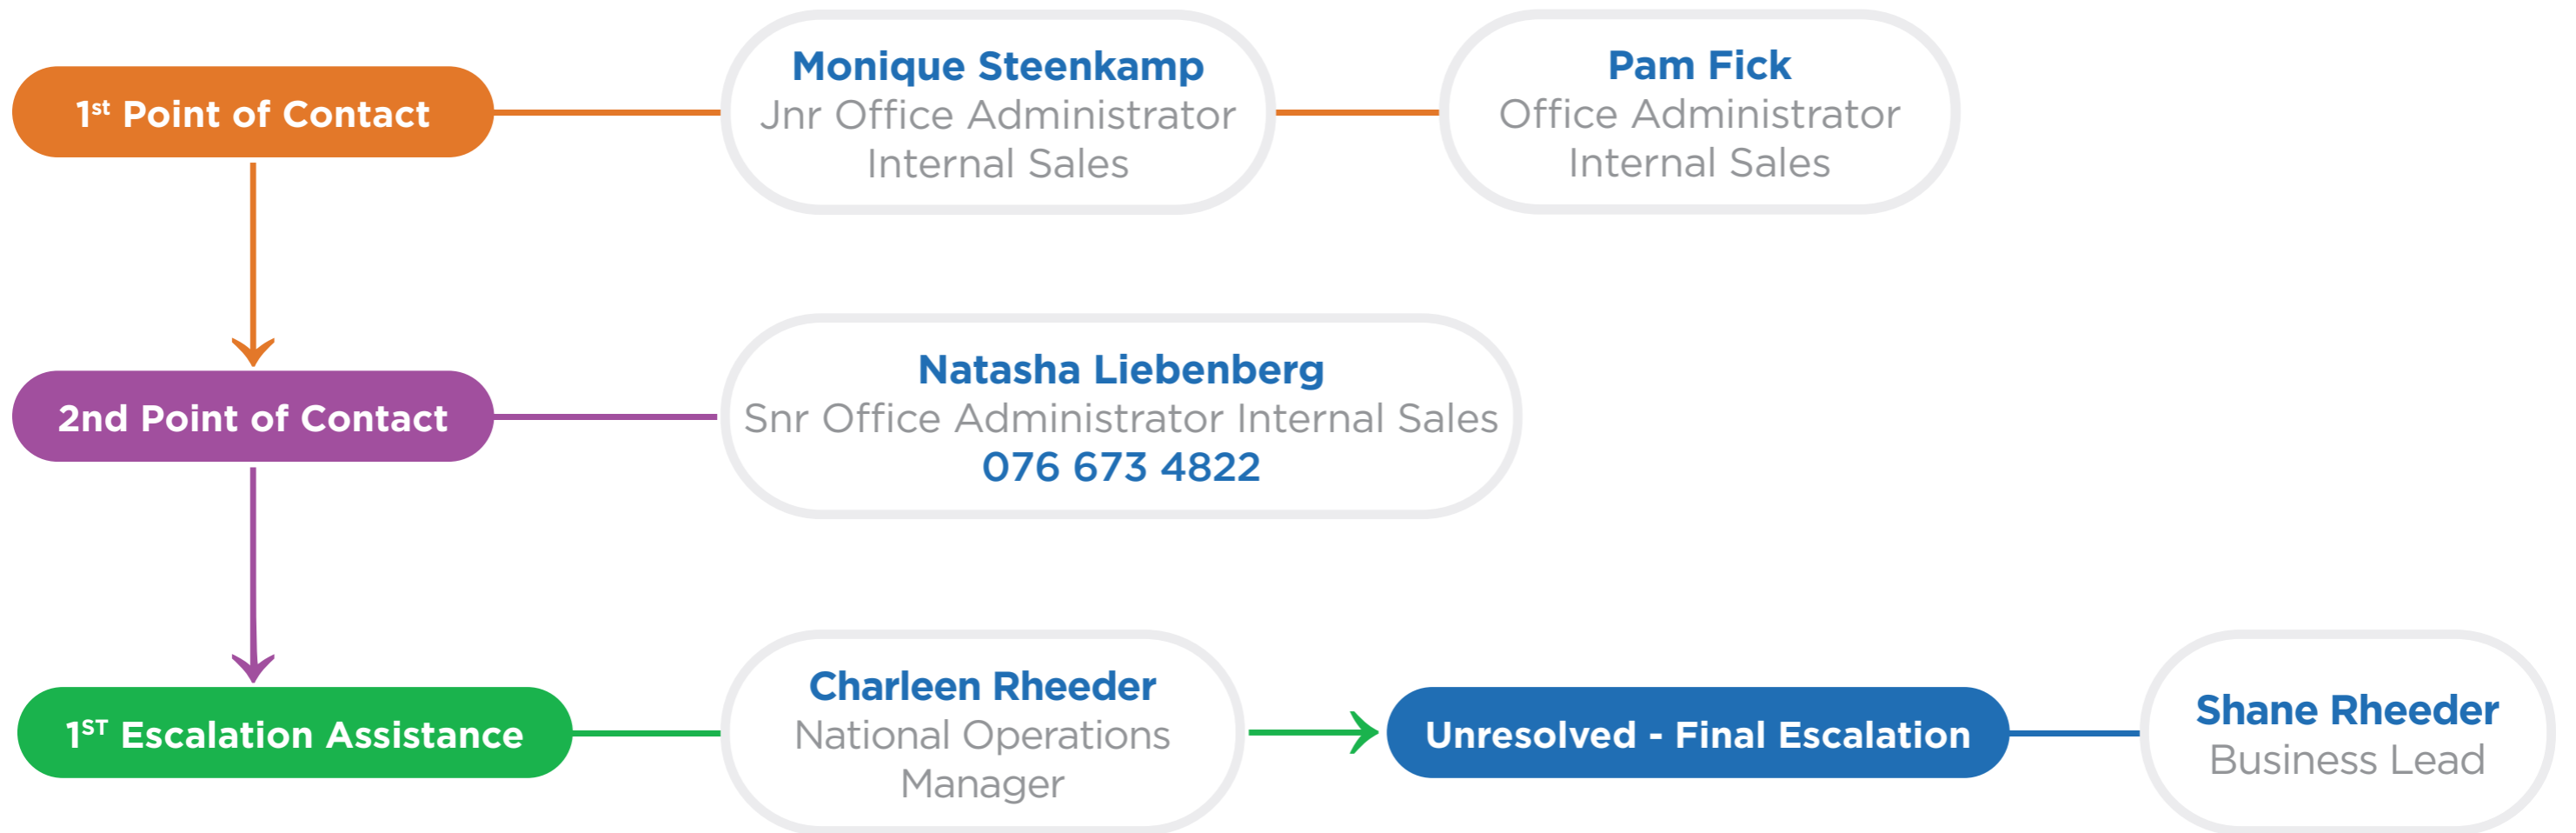 1st Point of Contact
Monique Steenkamp
Jnr Office Administrator
Internal Sales
Pam Fick
Office Administrator
Internal Sales
2nd Point of Contact
Natasha Liebenberg
Snr Office Administrator Internal Sales
076 673 4822
1ST Escalation Assistance
Charleen Rheeder
National Operations
Manager
Unresolved - Final Escalation
Shane Rheeder
Business Lead